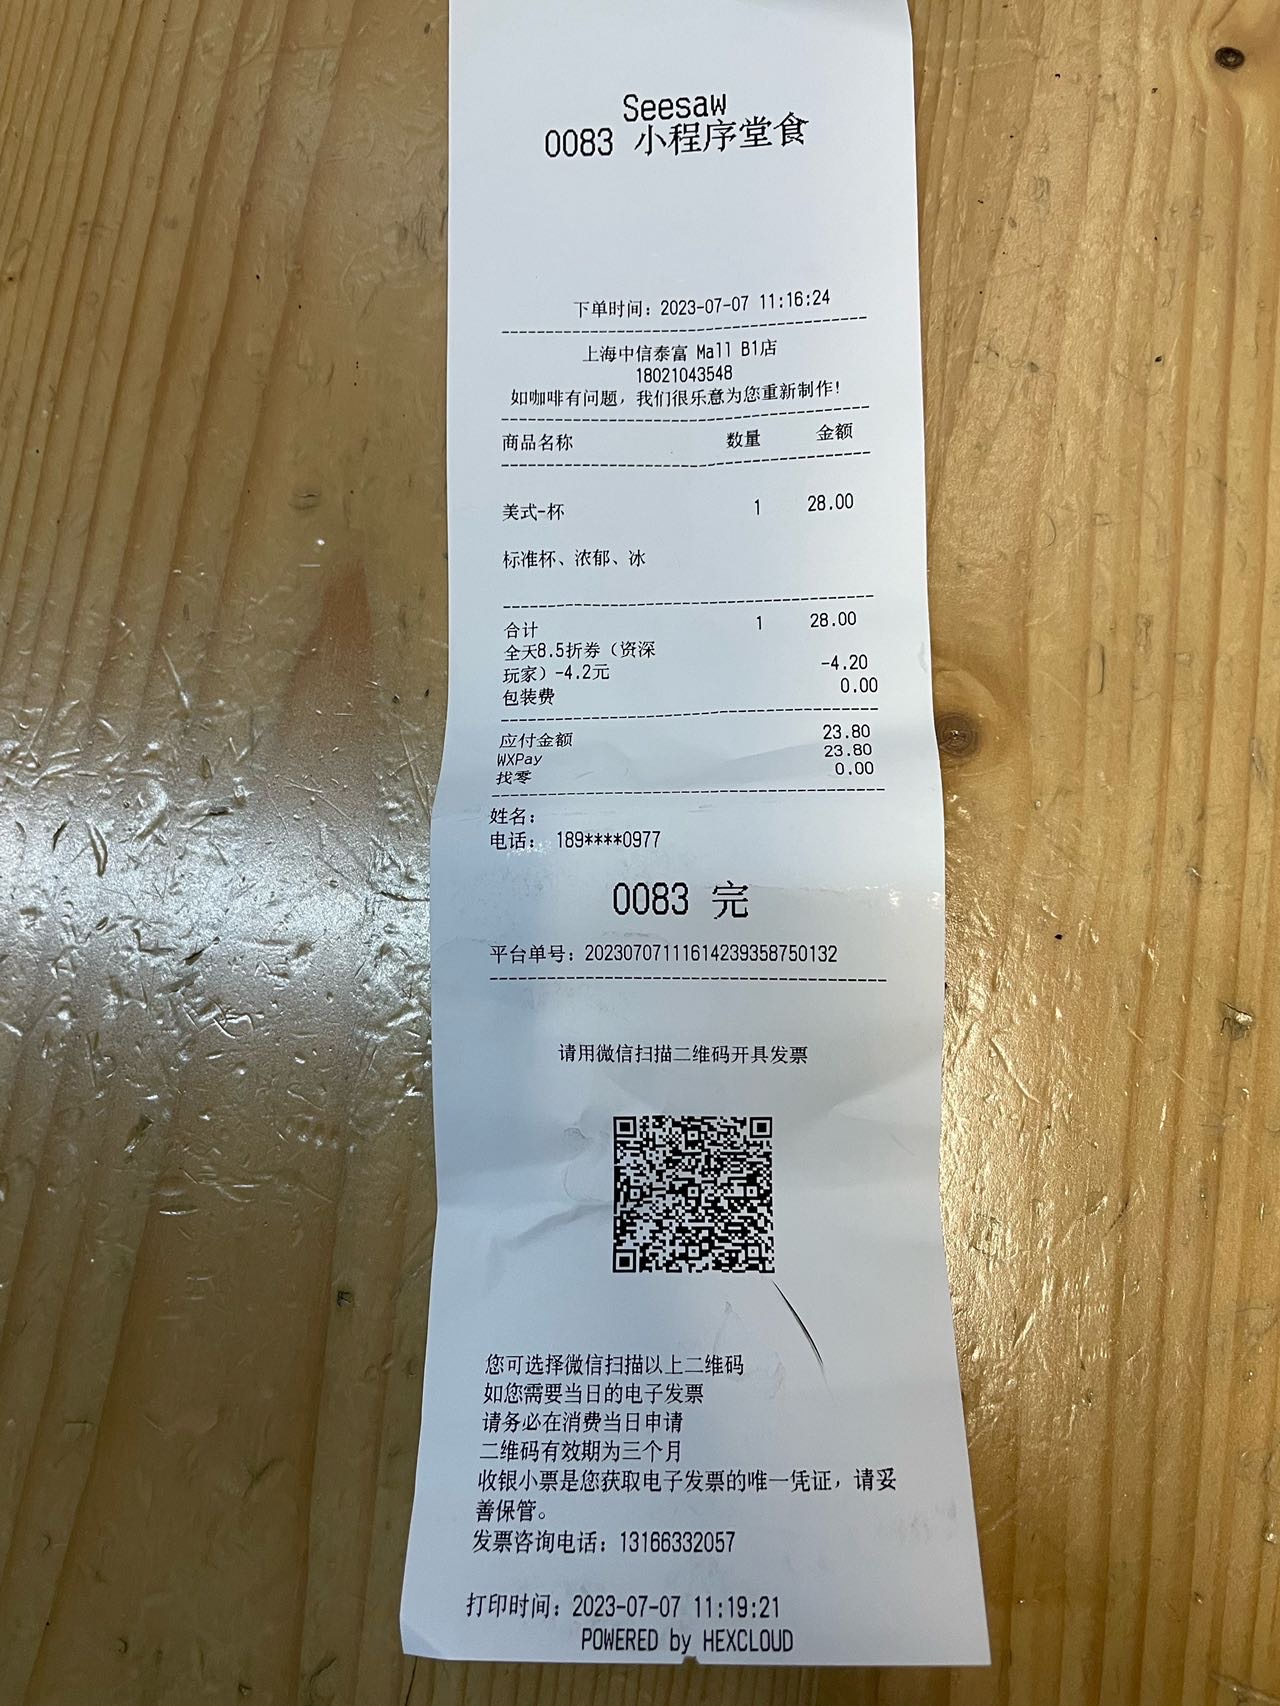 Seesaw
0083 小程序堂食
下单时间：2023-07-07 11:16:24
上海中信泰富 Mall B1店
18021043548
如咖啡有问题，我们很乐意为您重新制作！
商品名称 数量 金额
美式-杯 1 28.00
标准杯、浓郁、冰
合计 1 28.00
全天8.5折券（资深
玩家）-4.2元 -4.20
包装费 0.00
应付金额 23.80
WXPay 23.80
找零 0.00
姓名：
电话： 189****0977
0083 完
平台单号：20230707111614239358750132
请用微信扫描二维码开具发票
您可选择微信扫描以上二维码
如您需要当日的电子发票
请务必在消费当日申请
二维码有效期为三个月
收银小票是您获取电子发票的唯一凭证，请妥
善保管。
发票咨询电话：13166332057
打印时间：2023-07-07 11:19:21
POWERED by HEXCLOUD